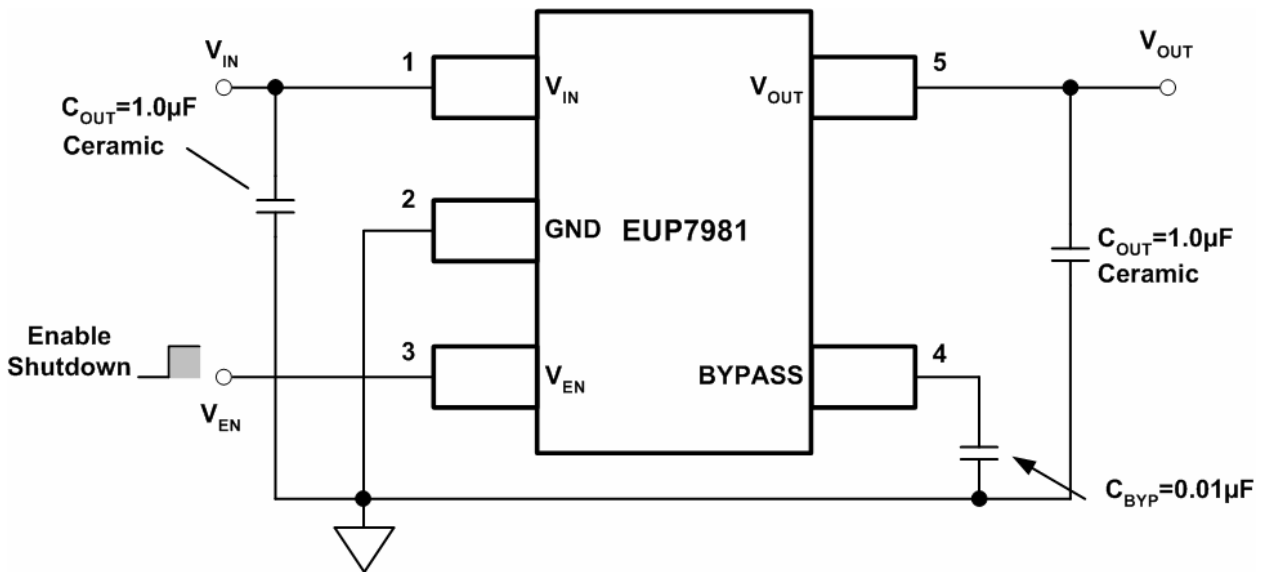 VIN
1
VIN
VOUT
5
VOUT
COUT=1.0µF
Ceramic
2
GND
EUP7981
COUT=1.0µF
Ceramic
Enable
Shutdown
3
VEN
VEN
BYPASS
4
CBYP=0.01µF